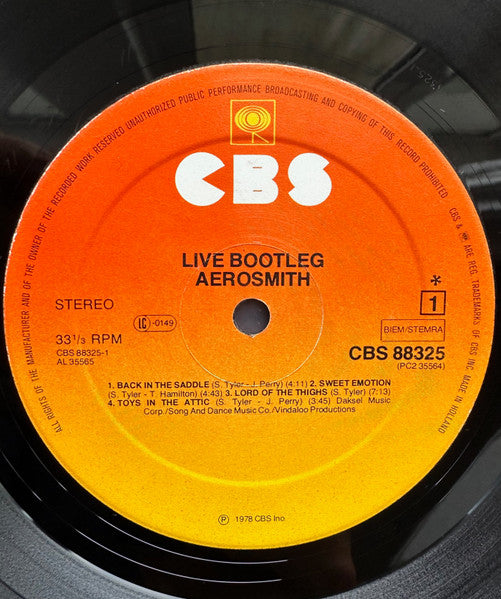 ALL RIGHTS OF THE MANUFACTURER AND OF THE OWNER OF THE RECORDED WORK RESERVED UNAUTHORIZED PUBLIC PERFORMANCE BROADCASTING AND COPYING OF THIS RECORD PROHIBITED
CBS & ARE REG. TRADEMARKS OF CBS INC. MADE IN HOLLAND
CBS
LIVE BOOTLEG
AEROSMITH
*
STEREO
1
LC -0149
BIEM/STEMRA
33 1/3 RPM
CBS 88325-1
AL 35565
CBS 88325
(PC2 35564)
1. BACK IN THE SADDLE (S. Tyler - J. Perry) (4:11) 2. SWEET EMOTION
(S. Tyler - T. Hamilton) (4:43) 3. LORD OF THE THIGHS (S. Tyler) (7:13)
4. TOYS IN THE ATTIC (S. Tyler - J. Perry) (3:45) Daksel Music
Corp./Song And Dance Music Co./Vindaloo Productions
Ⓟ 1978 CBS Inc.